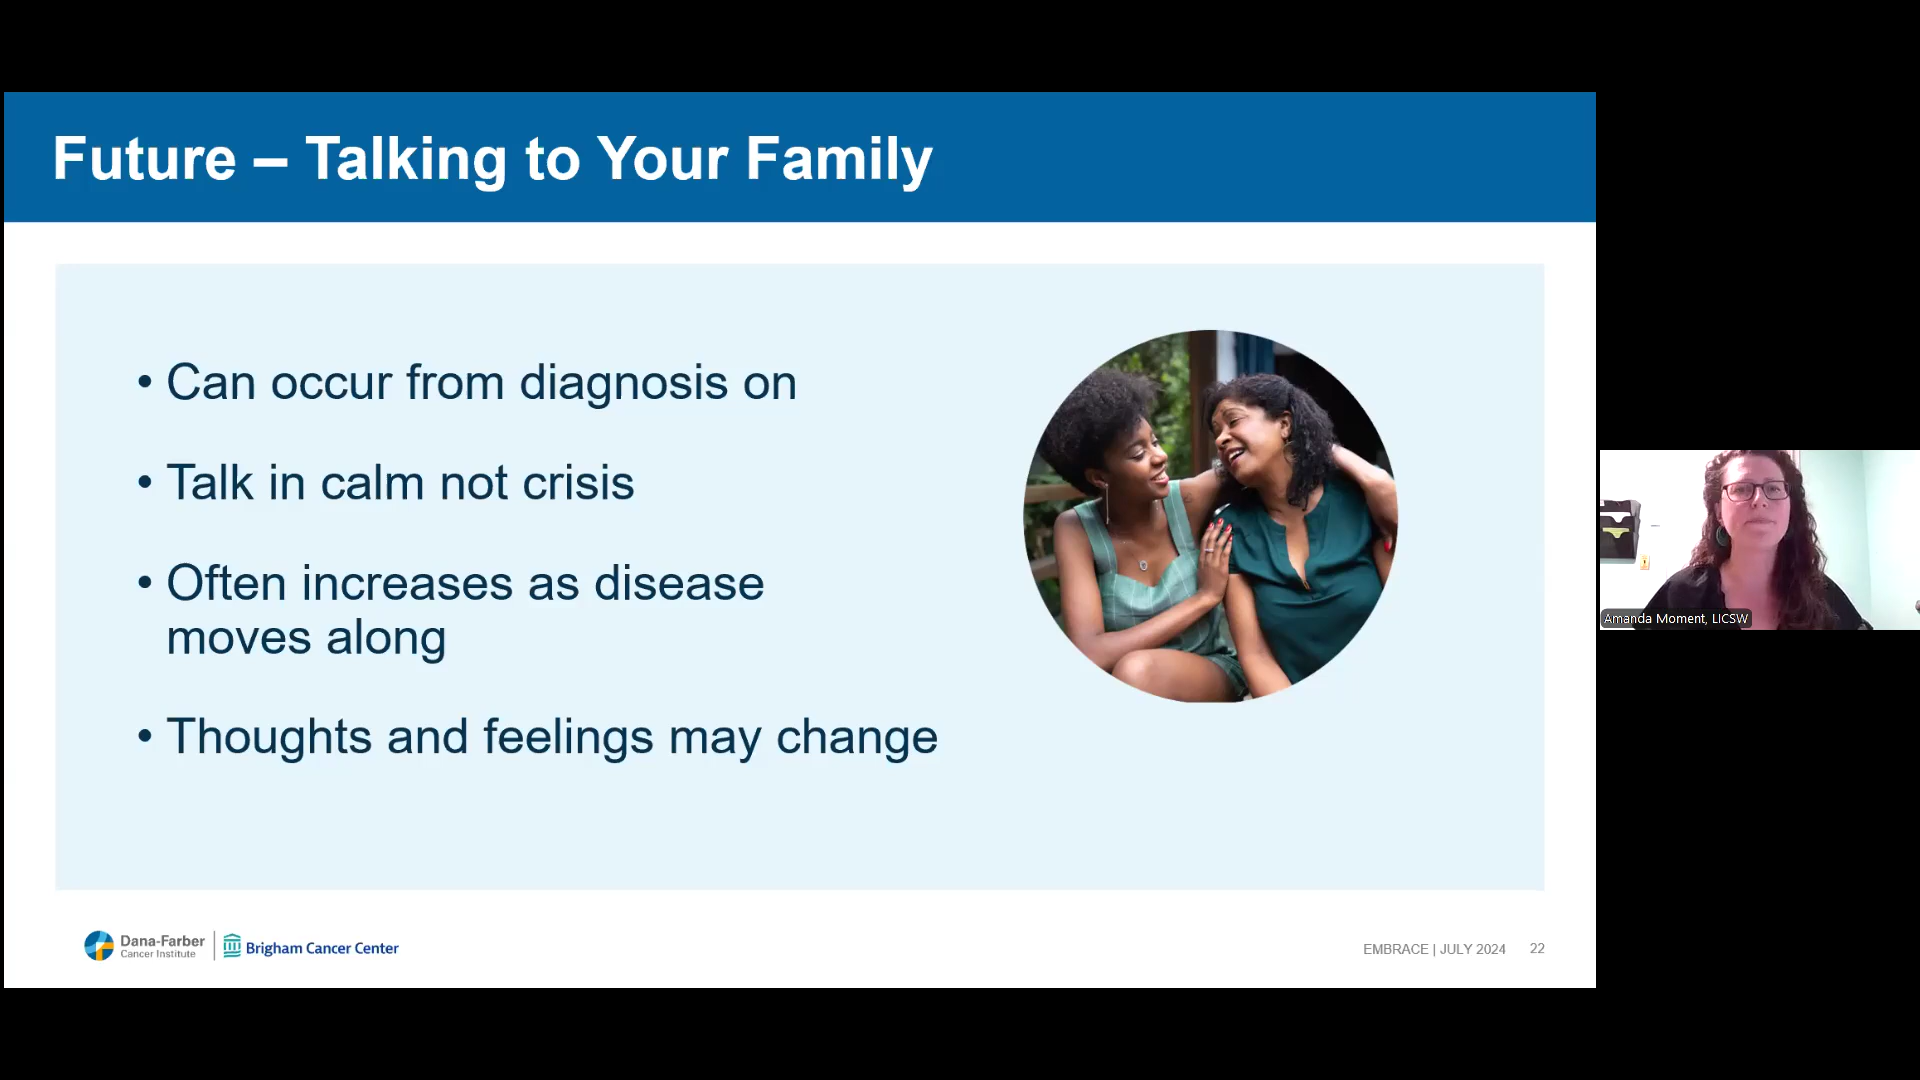 Future – Talking to Your Family
• Can occur from diagnosis on
• Talk in calm not crisis
• Often increases as disease
moves along
• Thoughts and feelings may change
Amanda Moment, LICSW
Dana-Farber
Cancer Institute
Brigham Cancer Center
EMBRACE | JULY 2024 22